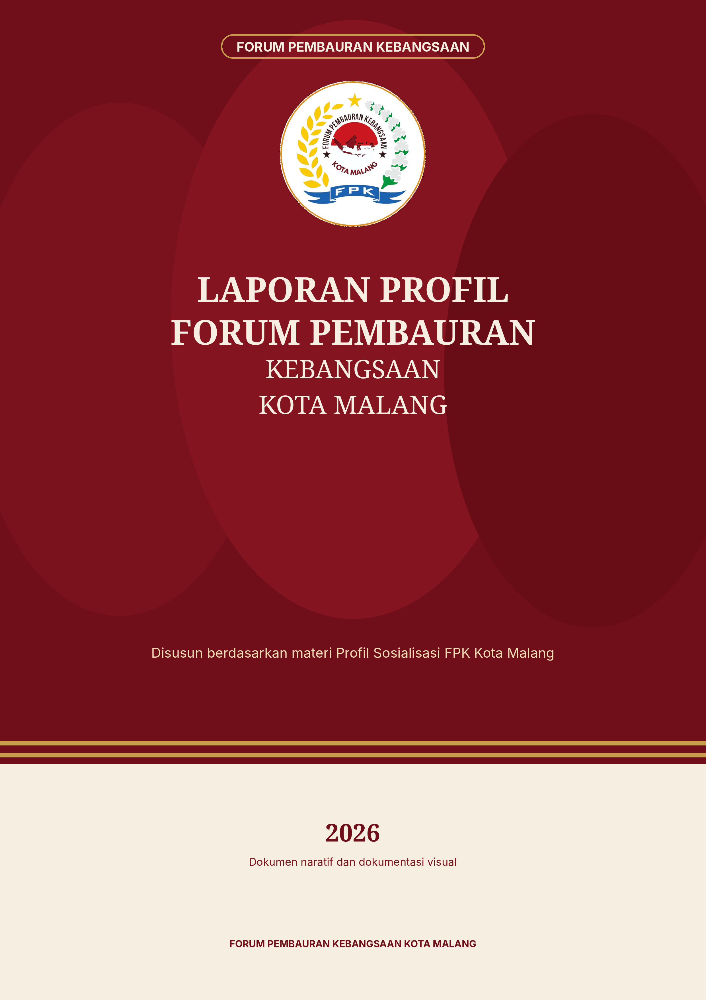 FORUM PEMBAURAN KEBANGSAAN
FORUM PEMBAURAN KEBANGSAAN
KOTA MALANG
FPK
LAPORAN PROFIL
FORUM PEMBAURAN
KEBANGSAAN
KOTA MALANG
Disusun berdasarkan materi Profil Sosialisasi FPK Kota Malang
2026
Dokumen naratif dan dokumentasi visual
FORUM PEMBAURAN KEBANGSAAN KOTA MALANG